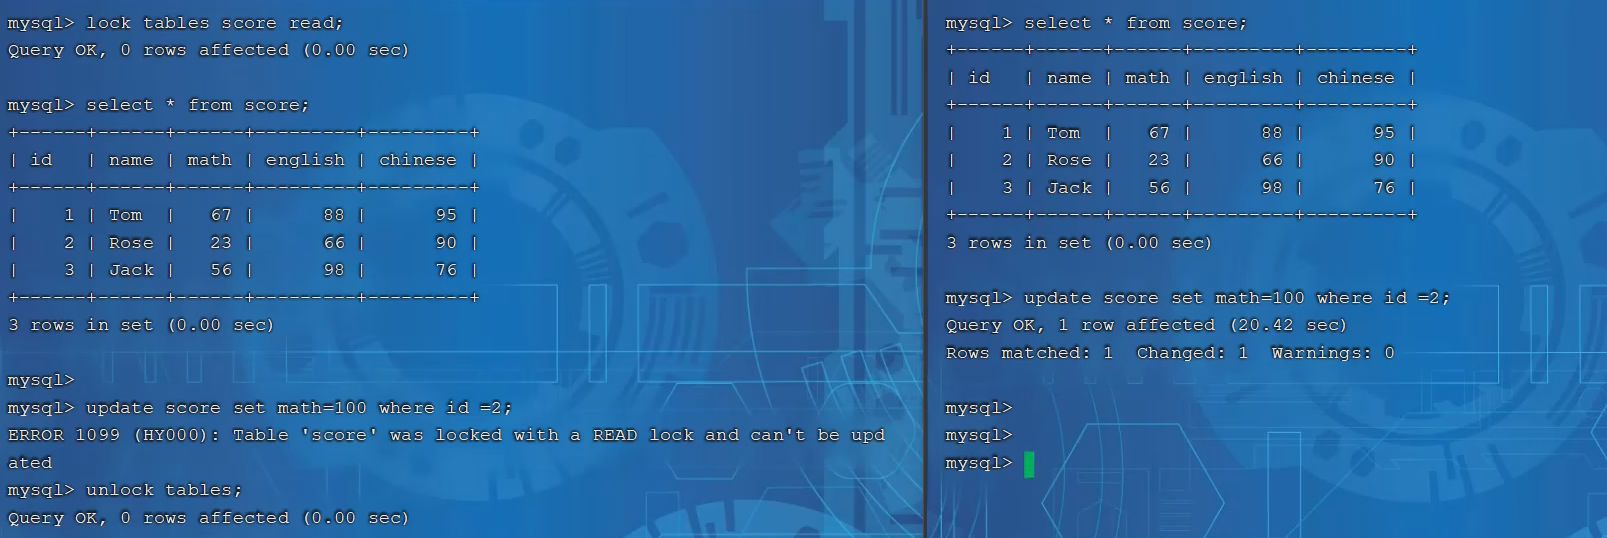 mysql> lock tables score read;
Query OK, 0 rows affected (0.00 sec)

mysql> select * from score;
+------+------+------+---------+---------+
| id   | name | math | english | chinese |
+------+------+------+---------+---------+
|    1 | Tom  |   67 |      88 |      95 |
|    2 | Rose |   23 |      66 |      90 |
|    3 | Jack |   56 |      98 |      76 |
+------+------+------+---------+---------+
3 rows in set (0.00 sec)

mysql>
mysql> update score set math=100 where id =2;
ERROR 1099 (HY000): Table 'score' was locked with a READ lock and can't be upd
ated
mysql> unlock tables;
Query OK, 0 rows affected (0.00 sec)

mysql> select * from score;
+------+------+------+---------+---------+
| id   | name | math | english | chinese |
+------+------+------+---------+---------+
|    1 | Tom  |   67 |      88 |      95 |
|    2 | Rose |   23 |      66 |      90 |
|    3 | Jack |   56 |      98 |      76 |
+------+------+------+---------+---------+
3 rows in set (0.00 sec)

mysql> update score set math=100 where id =2;
Query OK, 1 row affected (20.42 sec)
Rows matched: 1  Changed: 1  Warnings: 0

mysql>
mysql>
mysql>